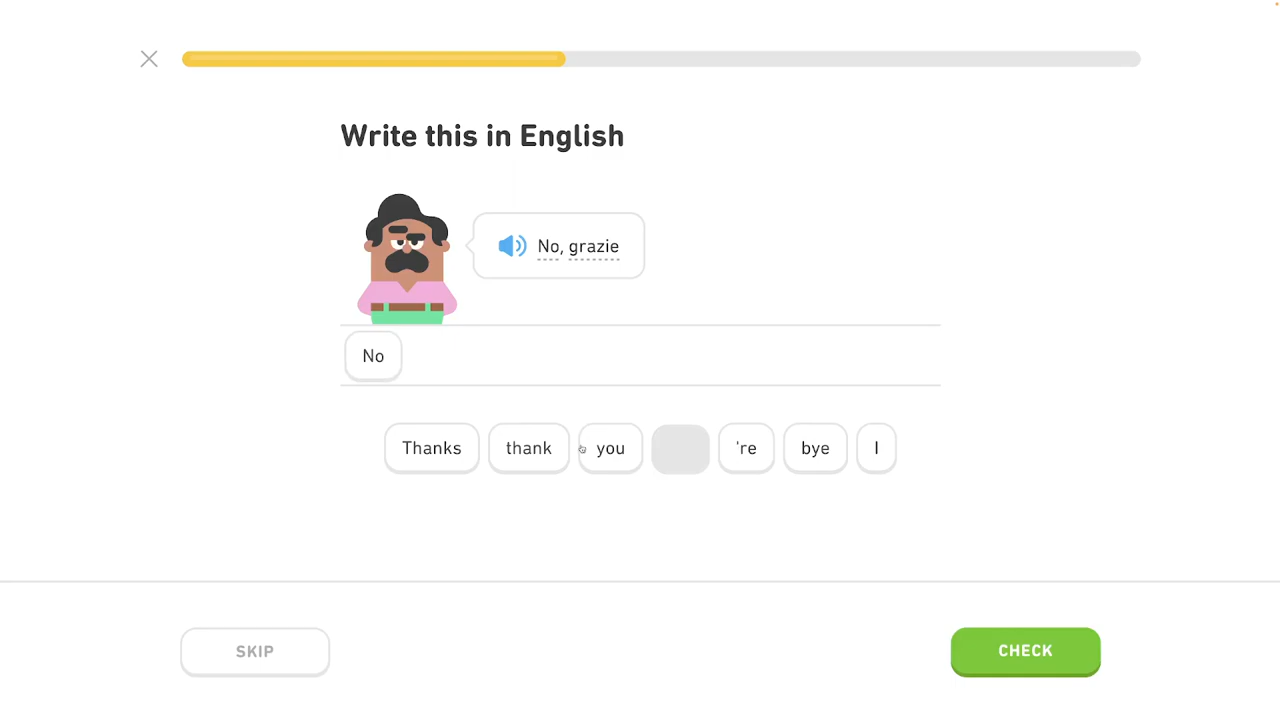 Write this in English
No, grazie
No
Thanks thank you 're bye I
SKIP CHECK